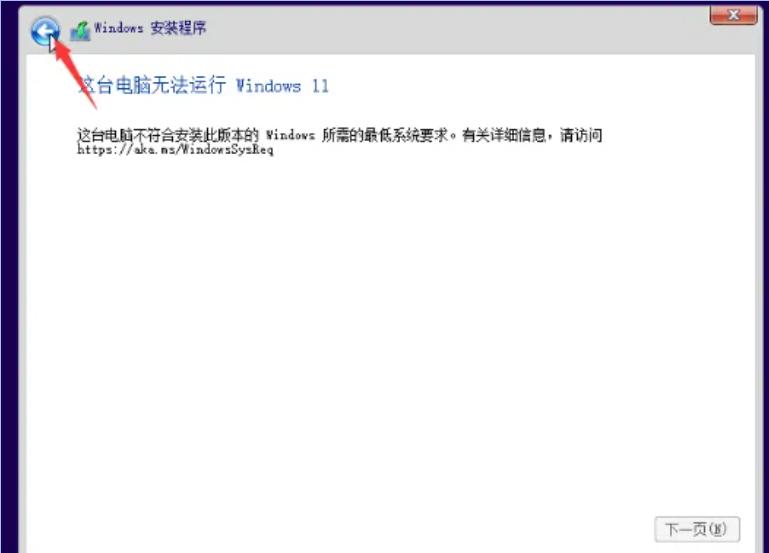 Windows 安装程序
这台电脑无法运行 Windows 11
这台电脑不符合安装此版本的 Windows 所需的最低系统要求。有关详细信息，请访问
https://aka.ms/WindowsSysReq
下一页(N)